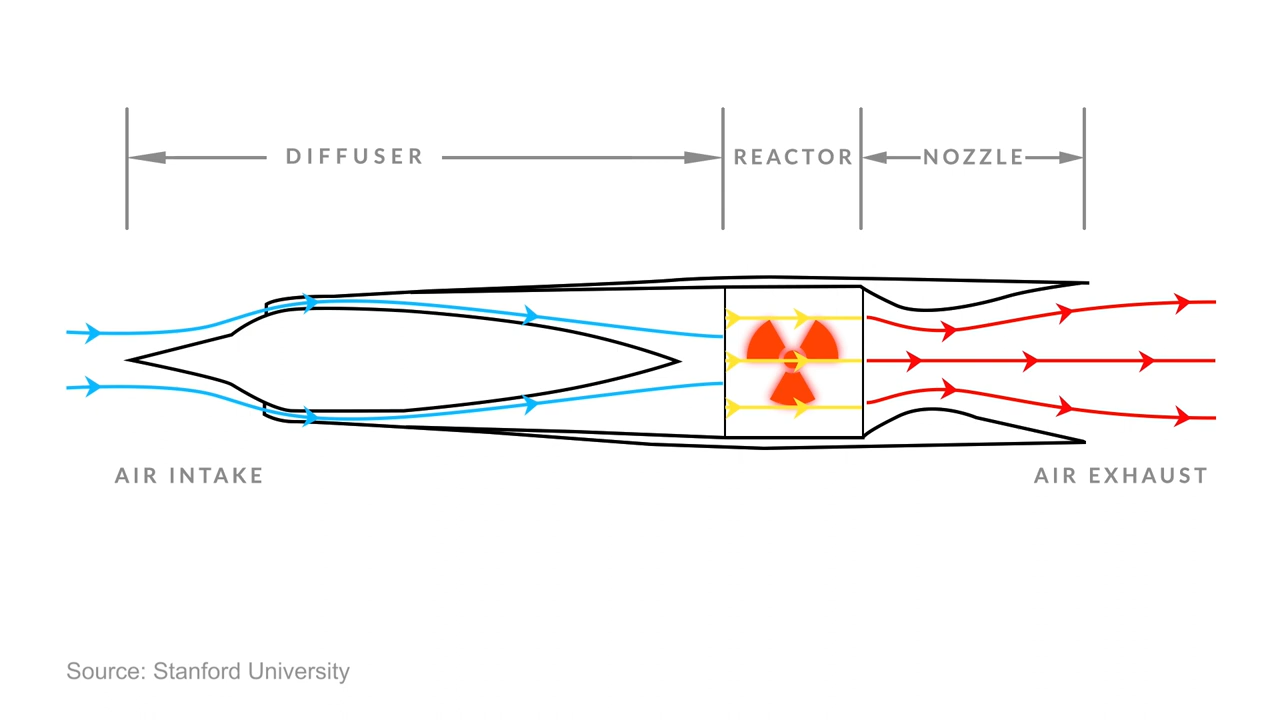 DIFFUSER
REACTOR
NOZZLE
AIR INTAKE
AIR EXHAUST
Source: Stanford University